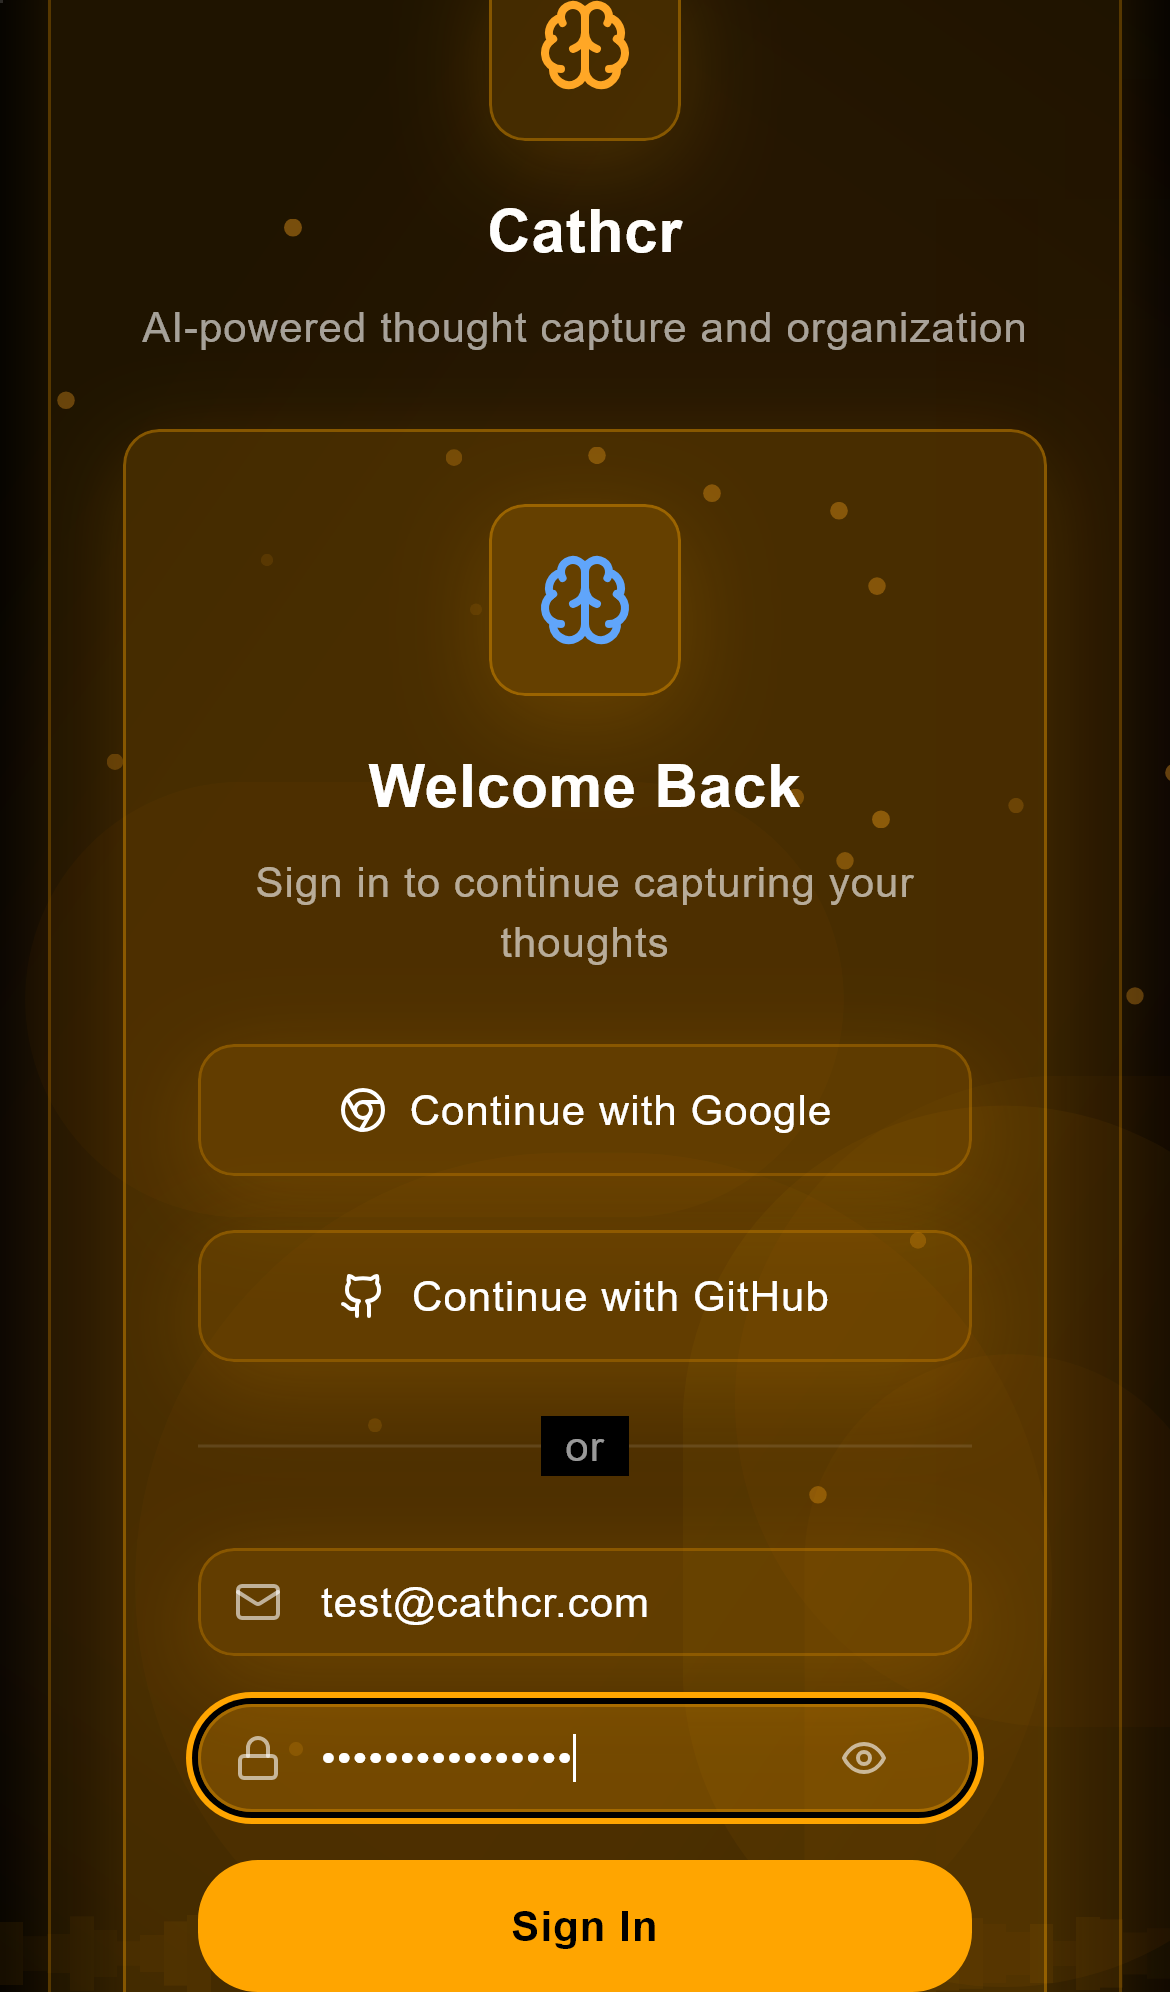 Cathcr
AI-powered thought capture and organization
Welcome Back
Sign in to continue capturing your
thoughts
Continue with Google
Continue with GitHub
or
test@cathcr.com
••••••••••••••••
Sign In